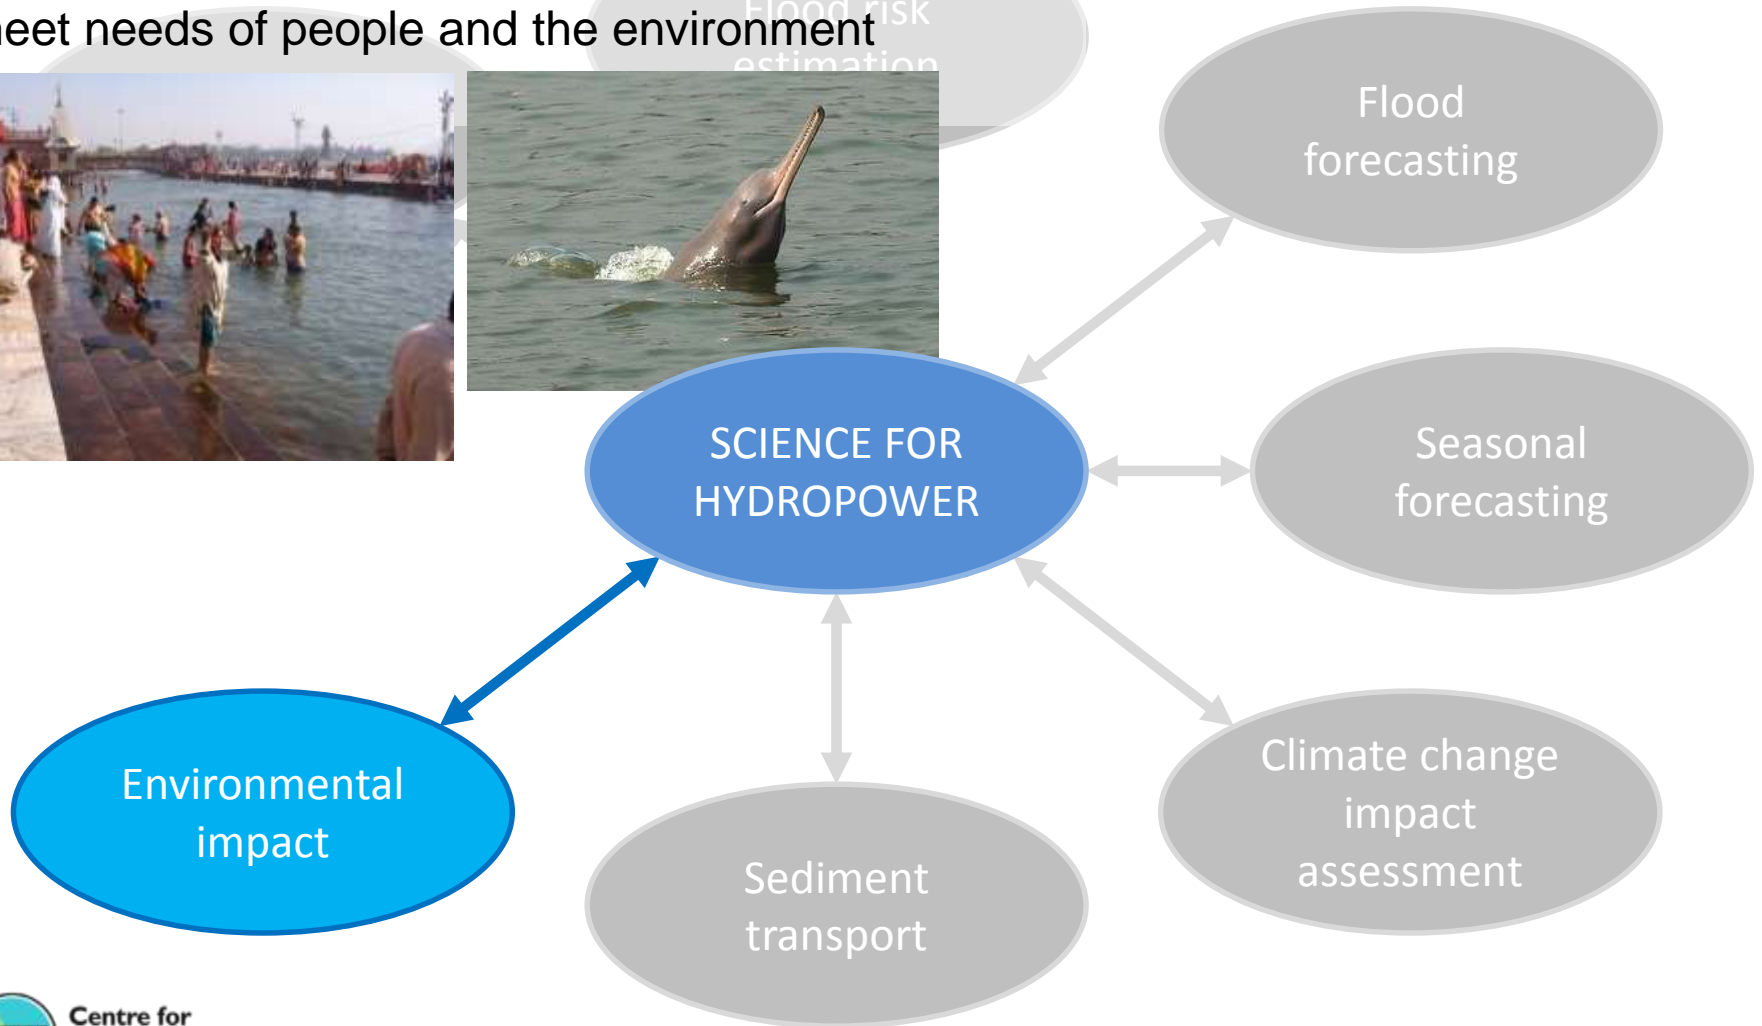 Flood risk
estimation
meet needs of people and the environment
Flood
forecasting
SCIENCE FOR
HYDROPOWER
Seasonal
forecasting
Environmental
impact
Climate change
impact
assessment
Sediment
transport
Centre for